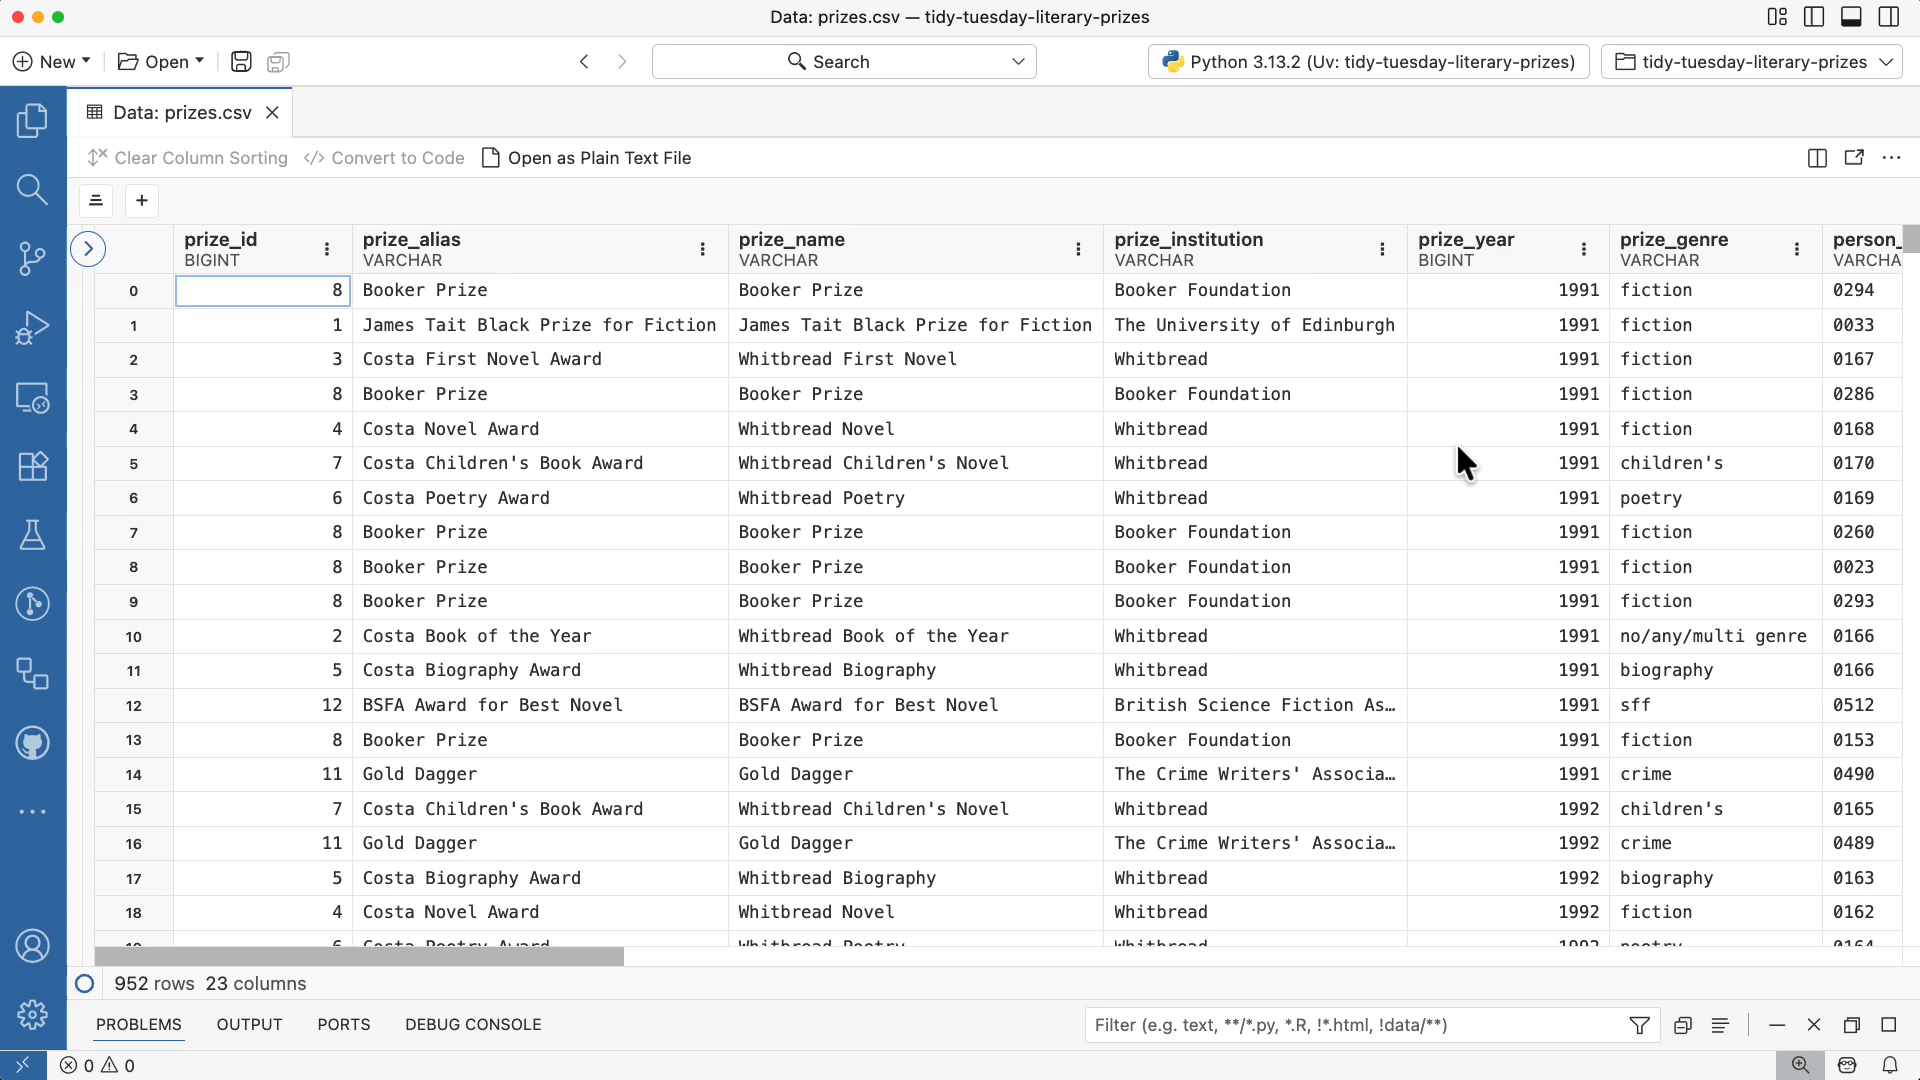 Data: prizes.csv — tidy-tuesday-literary-prizes
New Open Search Python 3.13.2 (Uv: tidy-tuesday-literary-prizes) tidy-tuesday-literary-prizes
Data: prizes.csv
Clear Column Sorting </> Convert to Code Open as Plain Text File
prize_id prize_alias prize_name prize_institution prize_year prize_genre person_
BIGINT VARCHAR VARCHAR VARCHAR BIGINT VARCHAR VARCHA
0 8 Booker Prize Booker Prize Booker Foundation 1991 fiction 0294
1 1 James Tait Black Prize for Fiction James Tait Black Prize for Fiction The University of Edinburgh 1991 fiction 0033
2 3 Costa First Novel Award Whitbread First Novel Whitbread 1991 fiction 0167
3 8 Booker Prize Booker Prize Booker Foundation 1991 fiction 0286
4 4 Costa Novel Award Whitbread Novel Whitbread 1991 fiction 0168
5 7 Costa Children's Book Award Whitbread Children's Novel Whitbread 1991 children's 0170
6 6 Costa Poetry Award Whitbread Poetry Whitbread 1991 poetry 0169
7 8 Booker Prize Booker Prize Booker Foundation 1991 fiction 0260
8 8 Booker Prize Booker Prize Booker Foundation 1991 fiction 0023
9 8 Booker Prize Booker Prize Booker Foundation 1991 fiction 0293
10 2 Costa Book of the Year Whitbread Book of the Year Whitbread 1991 no/any/multi genre 0166
11 5 Costa Biography Award Whitbread Biography Whitbread 1991 biography 0166
12 12 BSFA Award for Best Novel BSFA Award for Best Novel British Science Fiction As… 1991 sff 0512
13 8 Booker Prize Booker Prize Booker Foundation 1991 fiction 0153
14 11 Gold Dagger Gold Dagger The Crime Writers' Associa… 1991 crime 0490
15 7 Costa Children's Book Award Whitbread Children's Novel Whitbread 1992 children's 0165
16 11 Gold Dagger Gold Dagger The Crime Writers' Associa… 1992 crime 0489
17 5 Costa Biography Award Whitbread Biography Whitbread 1992 biography 0163
18 4 Costa Novel Award Whitbread Novel Whitbread 1992 fiction 0162
19 6 Costa Poetry Award Whitbread Poetry Whitbread 1992 poetry 0164
952 rows 23 columns
PROBLEMS OUTPUT PORTS DEBUG CONSOLE Filter (e.g. text, **/*.py, *.R, !*.html, !data/**)
0 0